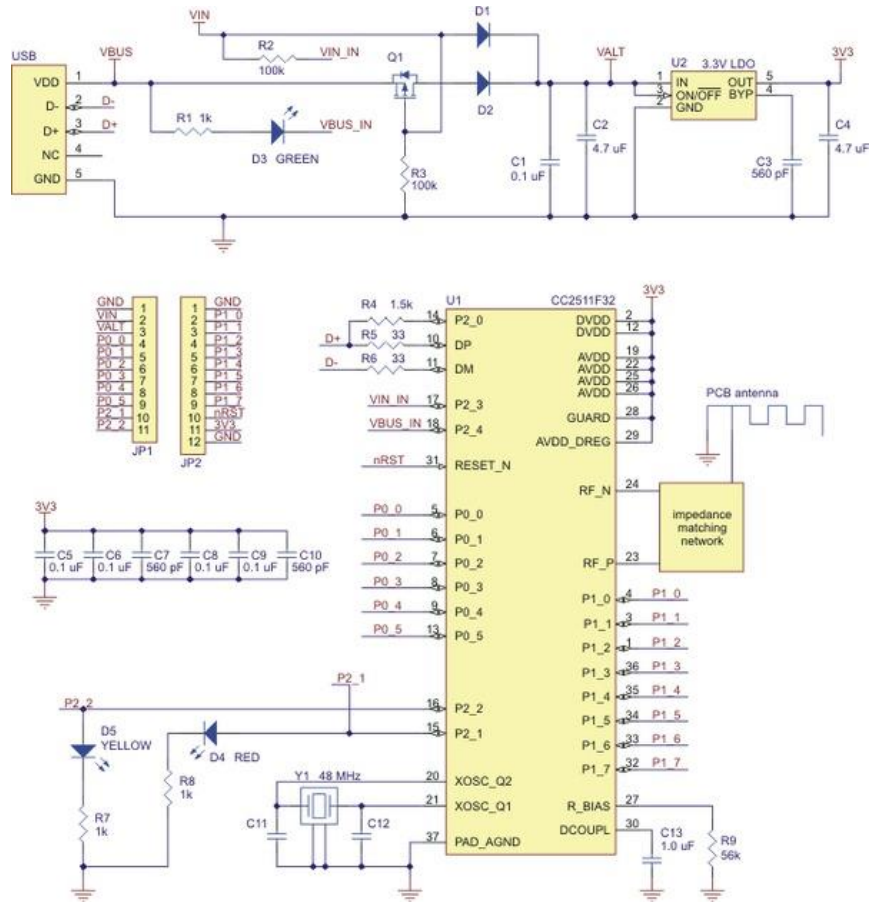 VIN
D1
R2
100k
VIN_IN
USB
VBUS
Q1
VALT
U2 3.3V LDO
3V3
VDD 1
D- 2 D-
D+ 3 D+
NC 4
GND 5
R1 1k
D3 GREEN
VBUS_IN
D2
R3
100k
C1
0.1 uF
C2
4.7 uF
1 IN OUT 5
3 ON/OFF BYP 4
2 GND
C3
560 pF
C4
4.7 uF
GND 1
VIN 2
VALT 3
P0_0 4
P0_1 5
P0_2 6
P0_3 7
P0_4 8
P0_5 9
P2_1 10
P2_2 11
JP1
1 GND
2 P1_0
3 P1_1
4 P1_2
5 P1_3
6 P1_4
7 P1_5
8 P1_6
9 P1_7
10 nRST
11 3V3
12 GND
JP2
U1 CC2511F32
3V3
R4 1.5k 14 P2_0
D+ R5 33 10 DP
D- R6 33 11 DM
VIN_IN 17 P2_3
VBUS_IN 18 P2_4
nRST 31 RESET_N
P0_0 5 P0_0
P0_1 6 P0_1
P0_2 7 P0_2
P0_3 8 P0_3
P0_4 9 P0_4
P0_5 13 P0_5
P2_2 16 P2_2
P2_1 15 P2_1
20 XOSC_Q2
21 XOSC_Q1
37 PAD_AGND
DVDD 2
DVDD 12
AVDD 19
AVDD 22
AVDD 25
AVDD 26
GUARD 28
AVDD_DREG 29
RF_N 24
RF_P 23
P1_0 4 P1_0
P1_1 3 P1_1
P1_2 1 P1_2
P1_3 36 P1_3
P1_4 35 P1_4
P1_5 34 P1_5
P1_6 33 P1_6
P1_7 32 P1_7
R_BIAS 27
DCOUPL 30
PCB antenna
impedance
matching
network
3V3
C5
0.1 uF
C6
0.1 uF
C7
560 pF
C8
0.1 uF
C9
0.1 uF
C10
560 pF
D5
YELLOW
D4 RED
R8
1k
R7
1k
Y1 48 MHz
C11
C12
C13
1.0 uF
R9
56k